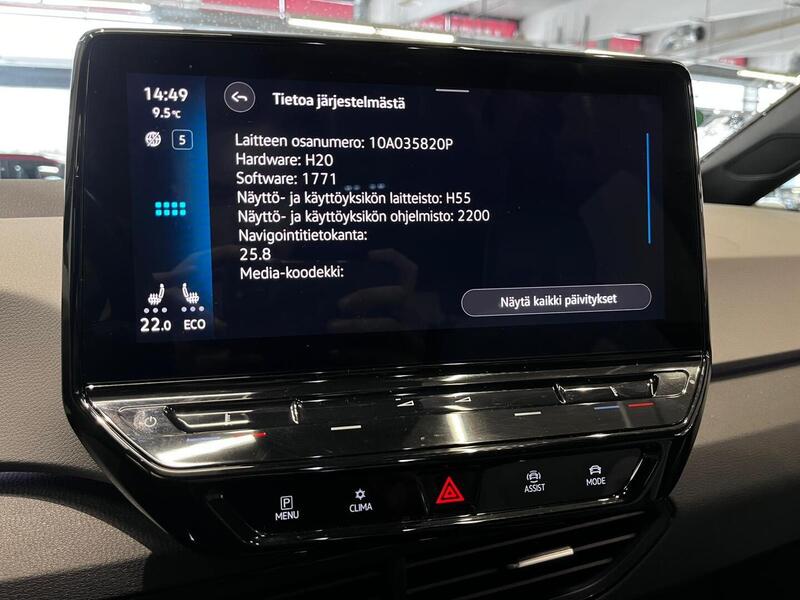 14:49
9.5°C
5
Tietoa järjestelmästä
Laitteen osanumero: 10A035820P
Hardware: H20
Software: 1771
Näyttö- ja käyttöyksikön laitteisto: H55
Näyttö- ja käyttöyksikön ohjelmisto: 2200
Navigointitietokanta:
25.8
Media-koodekki:
Näytä kaikki päivitykset
22.0 ECO
P
MENU
CLIMA
ASSIST
MODE